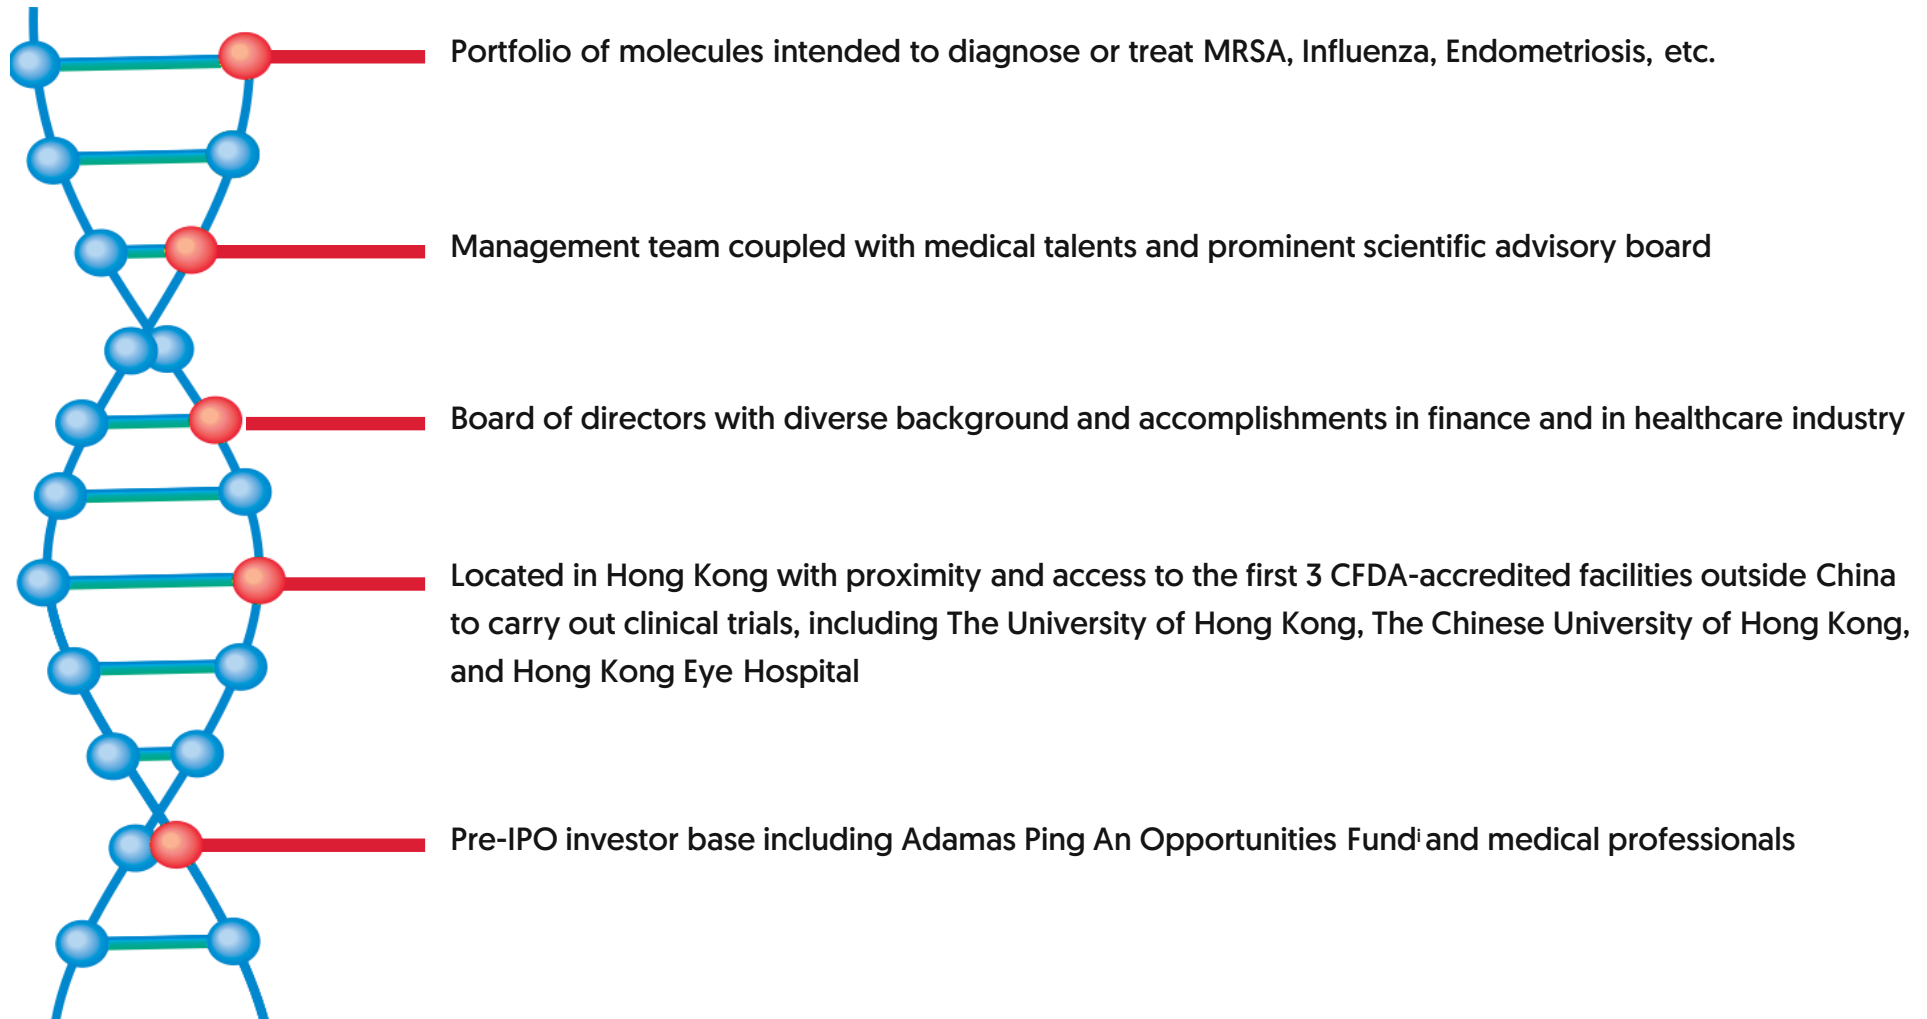 Portfolio of molecules intended to diagnose or treat MRSA, Influenza, Endometriosis, etc.
Management team coupled with medical talents and prominent scientific advisory board
Board of directors with diverse background and accomplishments in finance and in healthcare industry
Located in Hong Kong with proximity and access to the first 3 CFDA-accredited facilities outside China
to carry out clinical trials, including The University of Hong Kong, The Chinese University of Hong Kong,
and Hong Kong Eye Hospital
Pre-IPO investor base including Adamas Ping An Opportunities Fundⁱ and medical professionals